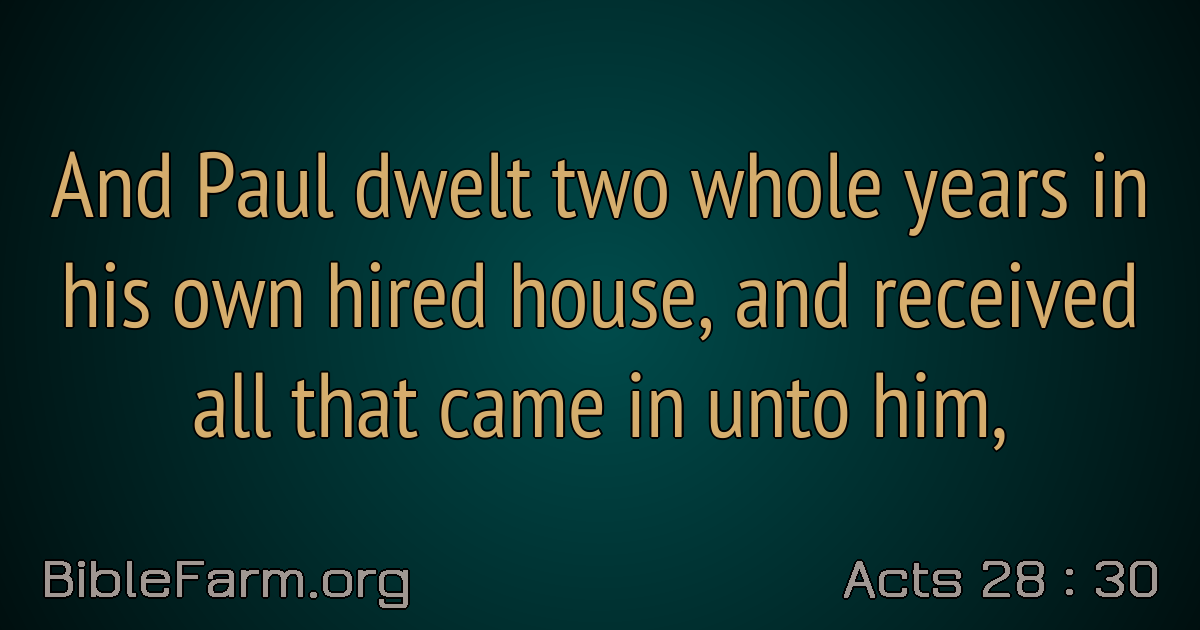 And Paul dwelt two whole years in
his own hired house, and received
all that came in unto him,
BibleFarm.org
Acts 28 : 30